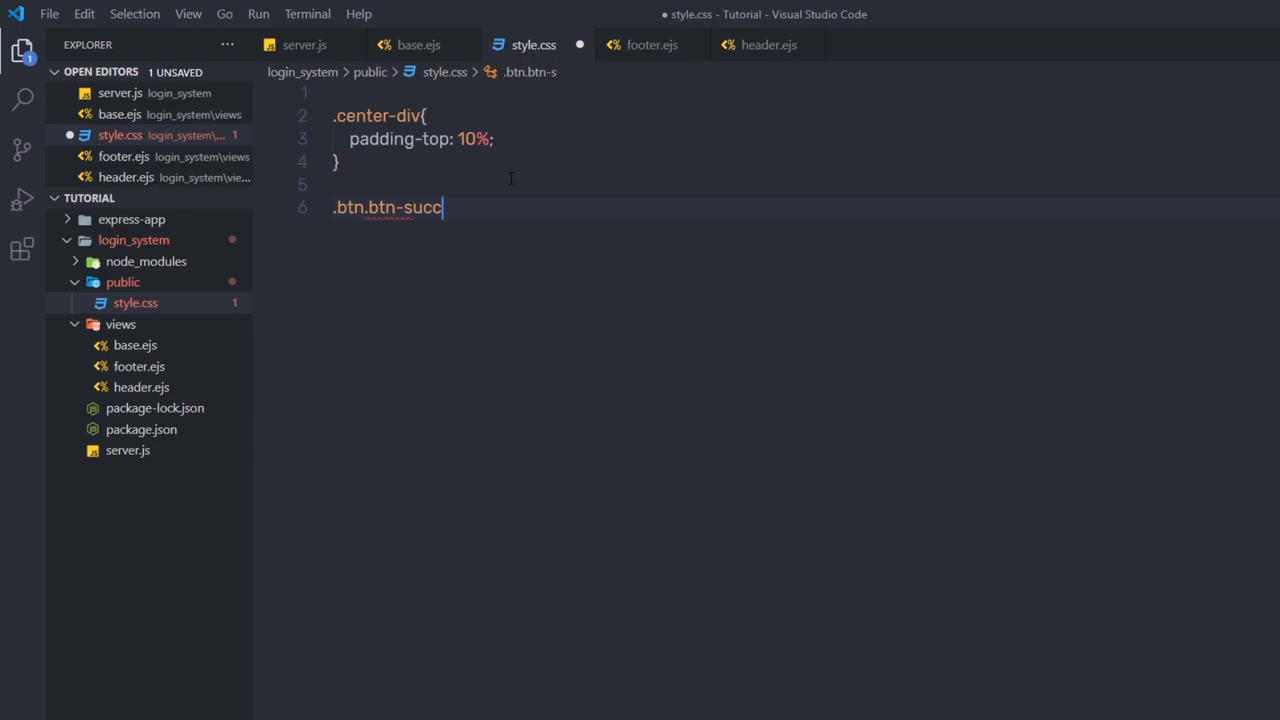 File Edit Selection View Go Run Terminal Help
● style.css - Tutorial - Visual Studio Code
EXPLORER
server.js
base.ejs
style.css
footer.ejs
header.ejs
OPEN EDITORS 1 UNSAVED
login_system > public > style.css > .btn.btn-s
server.js login_system
base.ejs login_system\views
style.css login_system\... 1
footer.ejs login_system\views
header.ejs login_system\vie...
TUTORIAL
express-app
login_system
node_modules
public
style.css 1
views
base.ejs
footer.ejs
header.ejs
package-lock.json
package.json
server.js
1
1
2 .center-div{
3 padding-top: 10%;
4 }
5
6 .btn.btn-succ